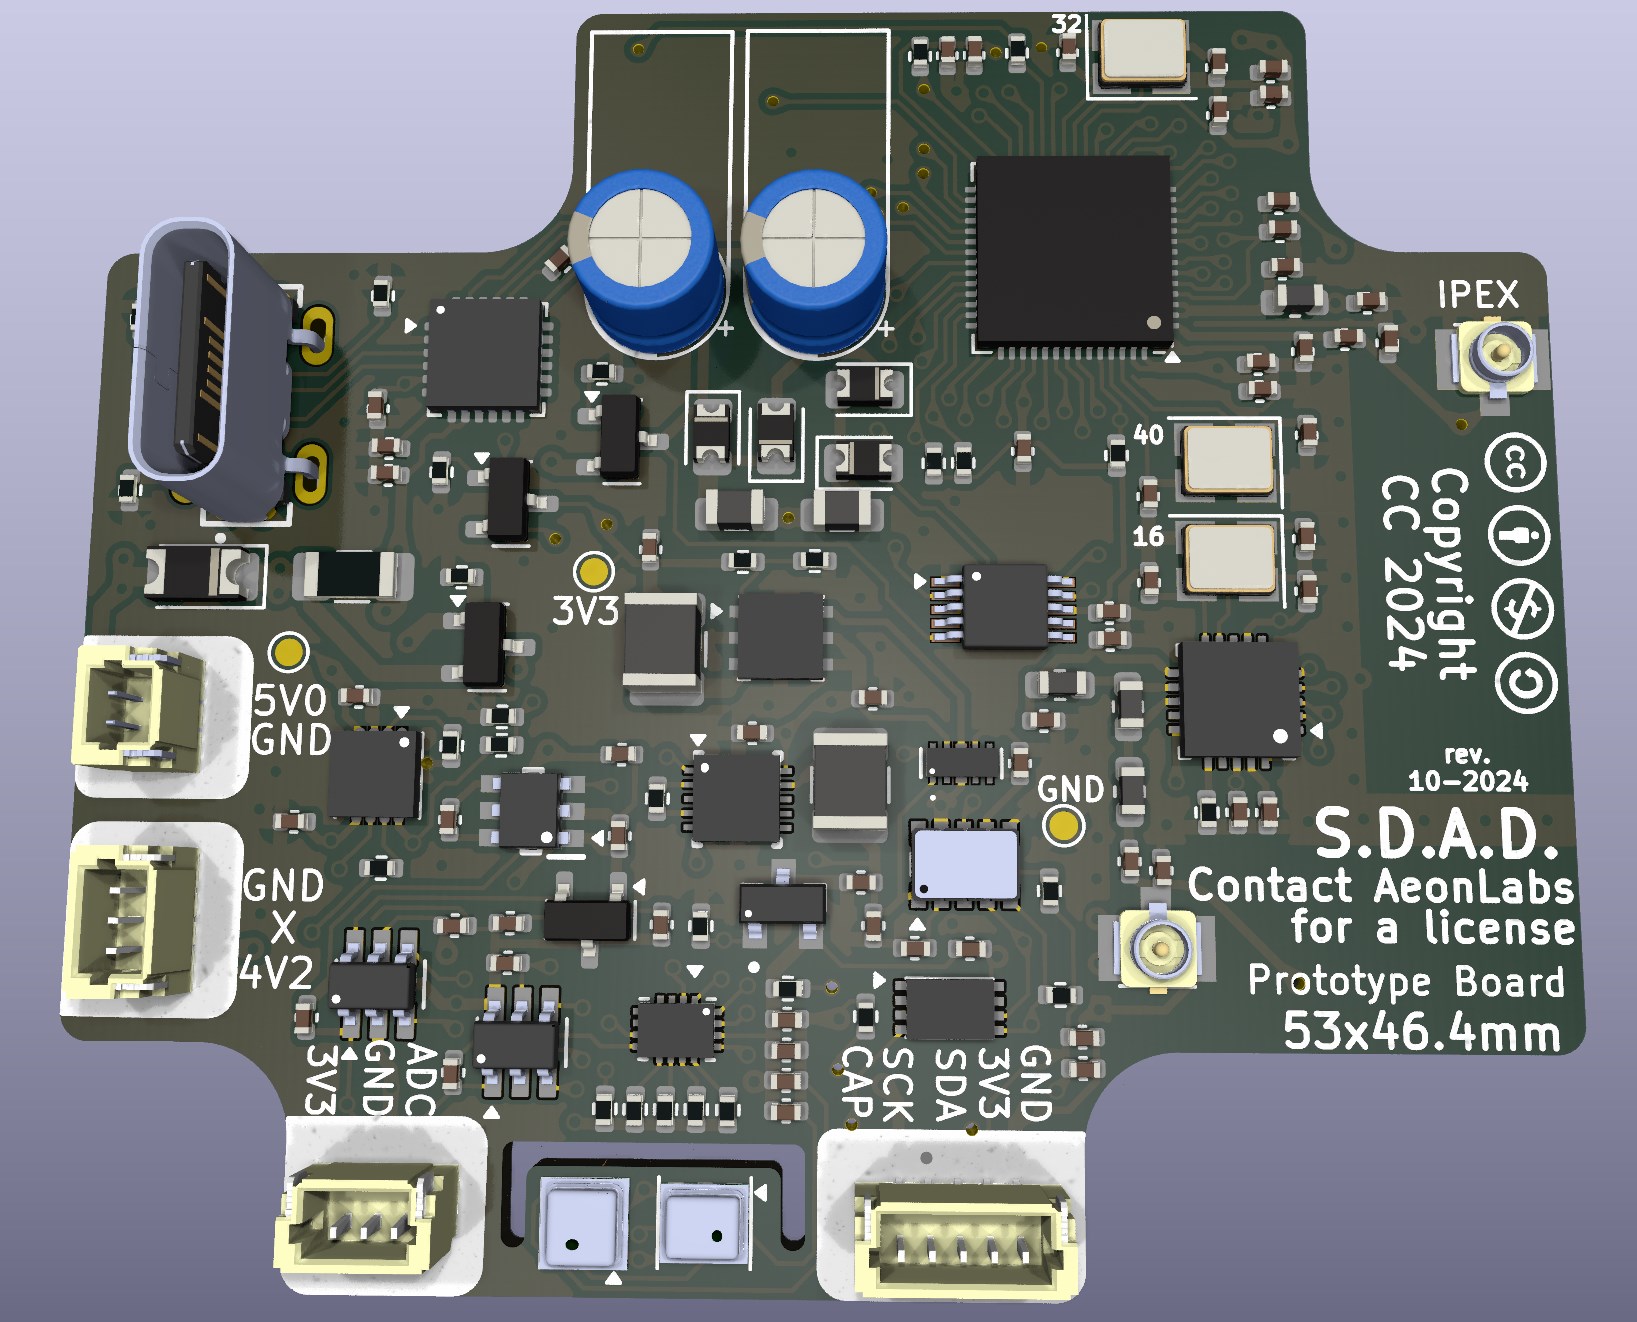 32
IPEX
+
+
40
16
cc
Copyright
CC 2024
3V3
5V0
GND
rev.
10-2024
GND
S.D.A.D.
Contact AeonLabs
for a license
Prototype Board
53x46.4mm
GND
X
4V2
3V3
GND
ADC
CAP
SCK
SDA
3V3
GND